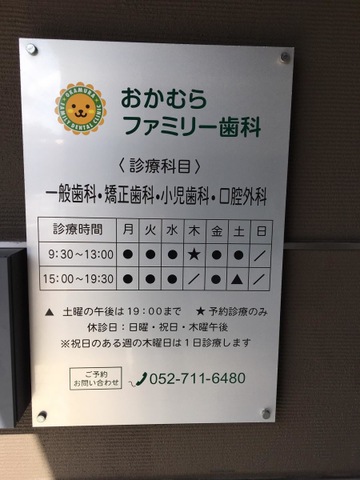 OKAMURA FAMILY DENTAL CLINIC
おかむら
ファミリー歯科
〈診療科目〉
一般歯科・矯正歯科・小児歯科・口腔外科
診療時間 月 火 水 木 金 土 日
9:30~13:00 ● ● ● ★ ● ● /
15:00~19:30 ● ● ● / ● ▲ /
▲ 土曜の午後は19:00まで ★予約診療のみ
休診日:日曜・祝日・木曜午後
※祝日のある週の木曜日は1日診療します
ご予約
お問い合わせ
052-711-6480